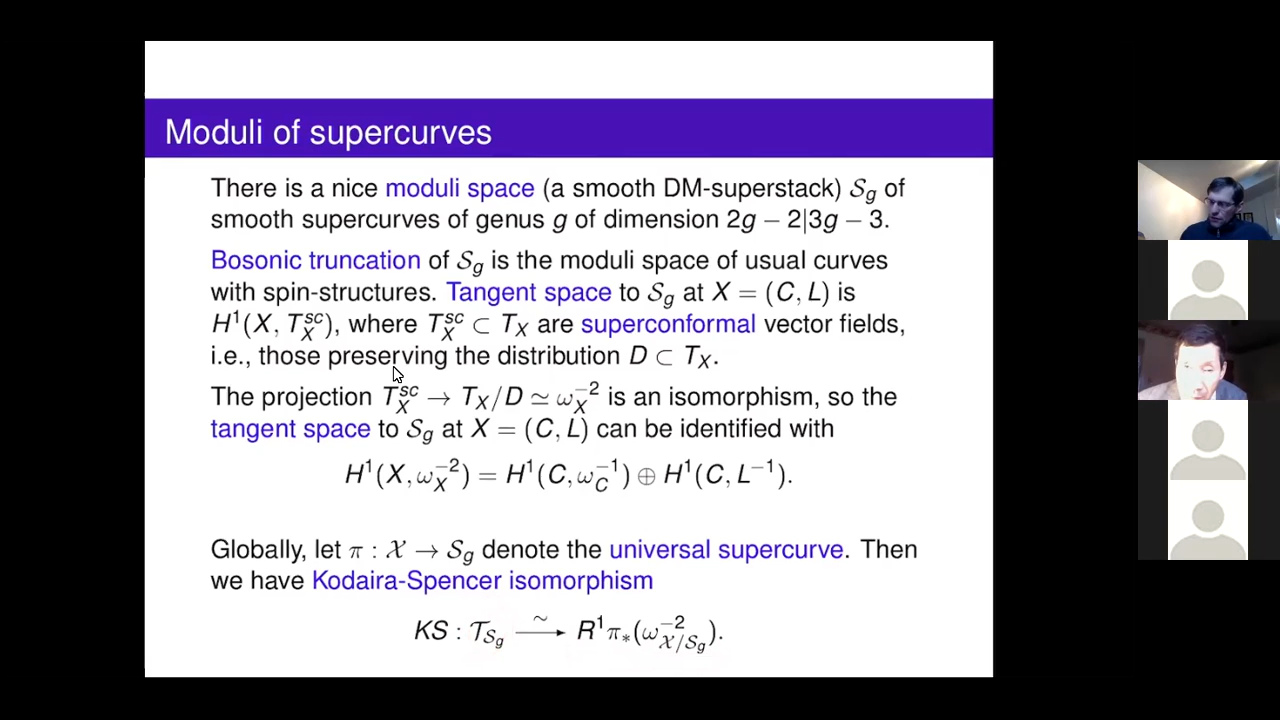 Moduli of supercurves
There is a nice moduli space (a smooth DM-superstack) 𝒮_g of
smooth supercurves of genus g of dimension 2g − 2|3g − 3.
Bosonic truncation of 𝒮_g is the moduli space of usual curves
with spin-structures. Tangent space to 𝒮_g at X = (C, L) is
H¹(X, T_X^{sc}), where T_X^{sc} ⊂ T_X are superconformal vector fields,
i.e., those preserving the distribution D ⊂ T_X.
The projection T_X^{sc} → T_X/D ≃ ω_X^{−2} is an isomorphism, so the
tangent space to 𝒮_g at X = (C, L) can be identified with
H¹(X, ω_X^{−2}) = H¹(C, ω_C^{−1}) ⊕ H¹(C, L^{−1}).
Globally, let π : 𝒳 → 𝒮_g denote the universal supercurve. Then
we have Kodaira-Spencer isomorphism
KS : 𝒯_{𝒮_g} ∼→ R¹π_*(ω_{𝒳/𝒮_g}^{−2}).